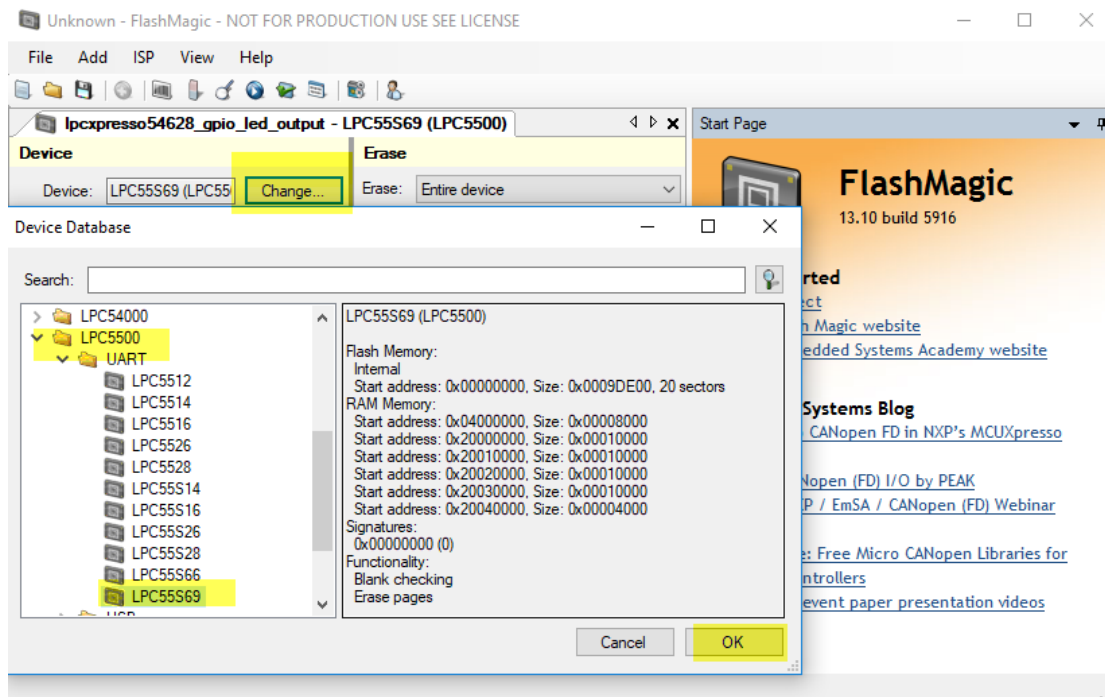 Unknown - FlashMagic - NOT FOR PRODUCTION USE SEE LICENSE
File Add ISP View Help
lpcxpresso54628_gpio_led_output - LPC55S69 (LPC5500)
Start Page
Device
Erase
Device: LPC55S69 (LPC55 Change...
Erase: Entire device
FlashMagic
13.10 build 5916
Device Database
Search:
LPC54000
LPC5500
UART
LPC5512
LPC5514
LPC5516
LPC5526
LPC5528
LPC55S14
LPC55S16
LPC55S26
LPC55S28
LPC55S66
LPC55S69
LPC55S69 (LPC5500)
Flash Memory:
Internal
Start address: 0x00000000, Size: 0x0009DE00, 20 sectors
RAM Memory:
Start address: 0x04000000, Size: 0x00008000
Start address: 0x20000000, Size: 0x00010000
Start address: 0x20010000, Size: 0x00010000
Start address: 0x20020000, Size: 0x00010000
Start address: 0x20030000, Size: 0x00010000
Start address: 0x20040000, Size: 0x00004000
Signatures:
0x00000000 (0)
Functionality:
Blank checking
Erase pages
Cancel OK
rted
ect
h Magic website
edded Systems Academy website
Systems Blog
CANopen FD in NXP's MCUXpresso
Nopen (FD) I/O by PEAK
P / EmSA / CANopen (FD) Webinar
e: Free Micro CANopen Libraries for
ntrollers
event paper presentation videos